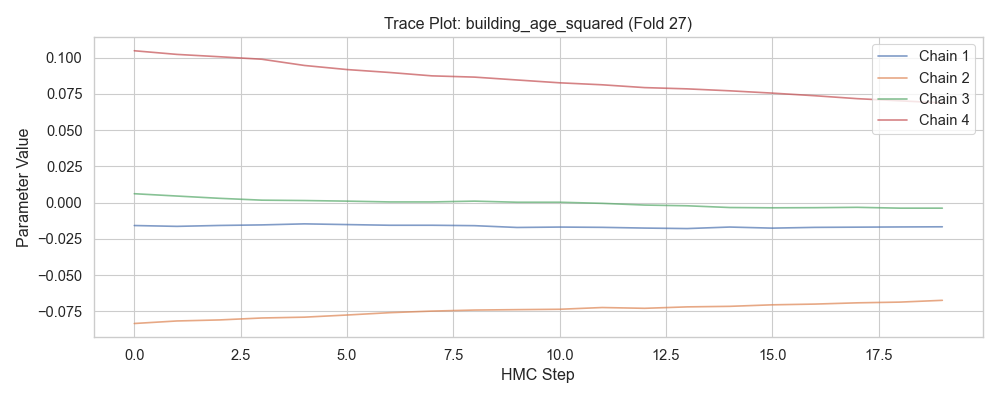 Trace Plot: building_age_squared (Fold 27)
Parameter Value
0.100
0.075
0.050
0.025
0.000
−0.025
−0.050
−0.075
Chain 1
Chain 2
Chain 3
Chain 4
0.0 2.5 5.0 7.5 10.0 12.5 15.0 17.5
HMC Step